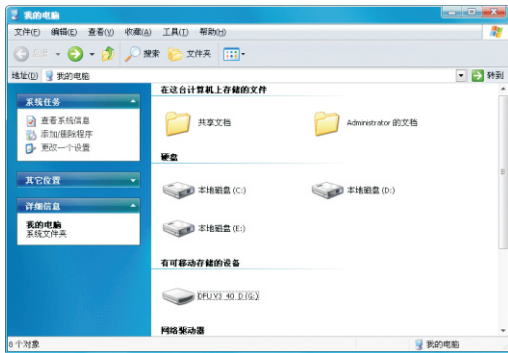 我的电脑
文件(F) 编辑(E) 查看(V) 收藏(A) 工具(T) 帮助(H)
后退 搜索 文件夹
地址(D) 我的电脑 转到
系统任务
查看系统信息
添加/删除程序
更改一个设置
其它位置
详细信息
我的电脑
系统文件夹
在这台计算机上存储的文件
共享文档 Administrator 的文档
硬盘
本地磁盘 (C:) 本地磁盘 (D:)
本地磁盘 (E:)
有可移动存储的设备
DFU V3_40_D (G:)
网络驱动器
8 个对象 我的电脑